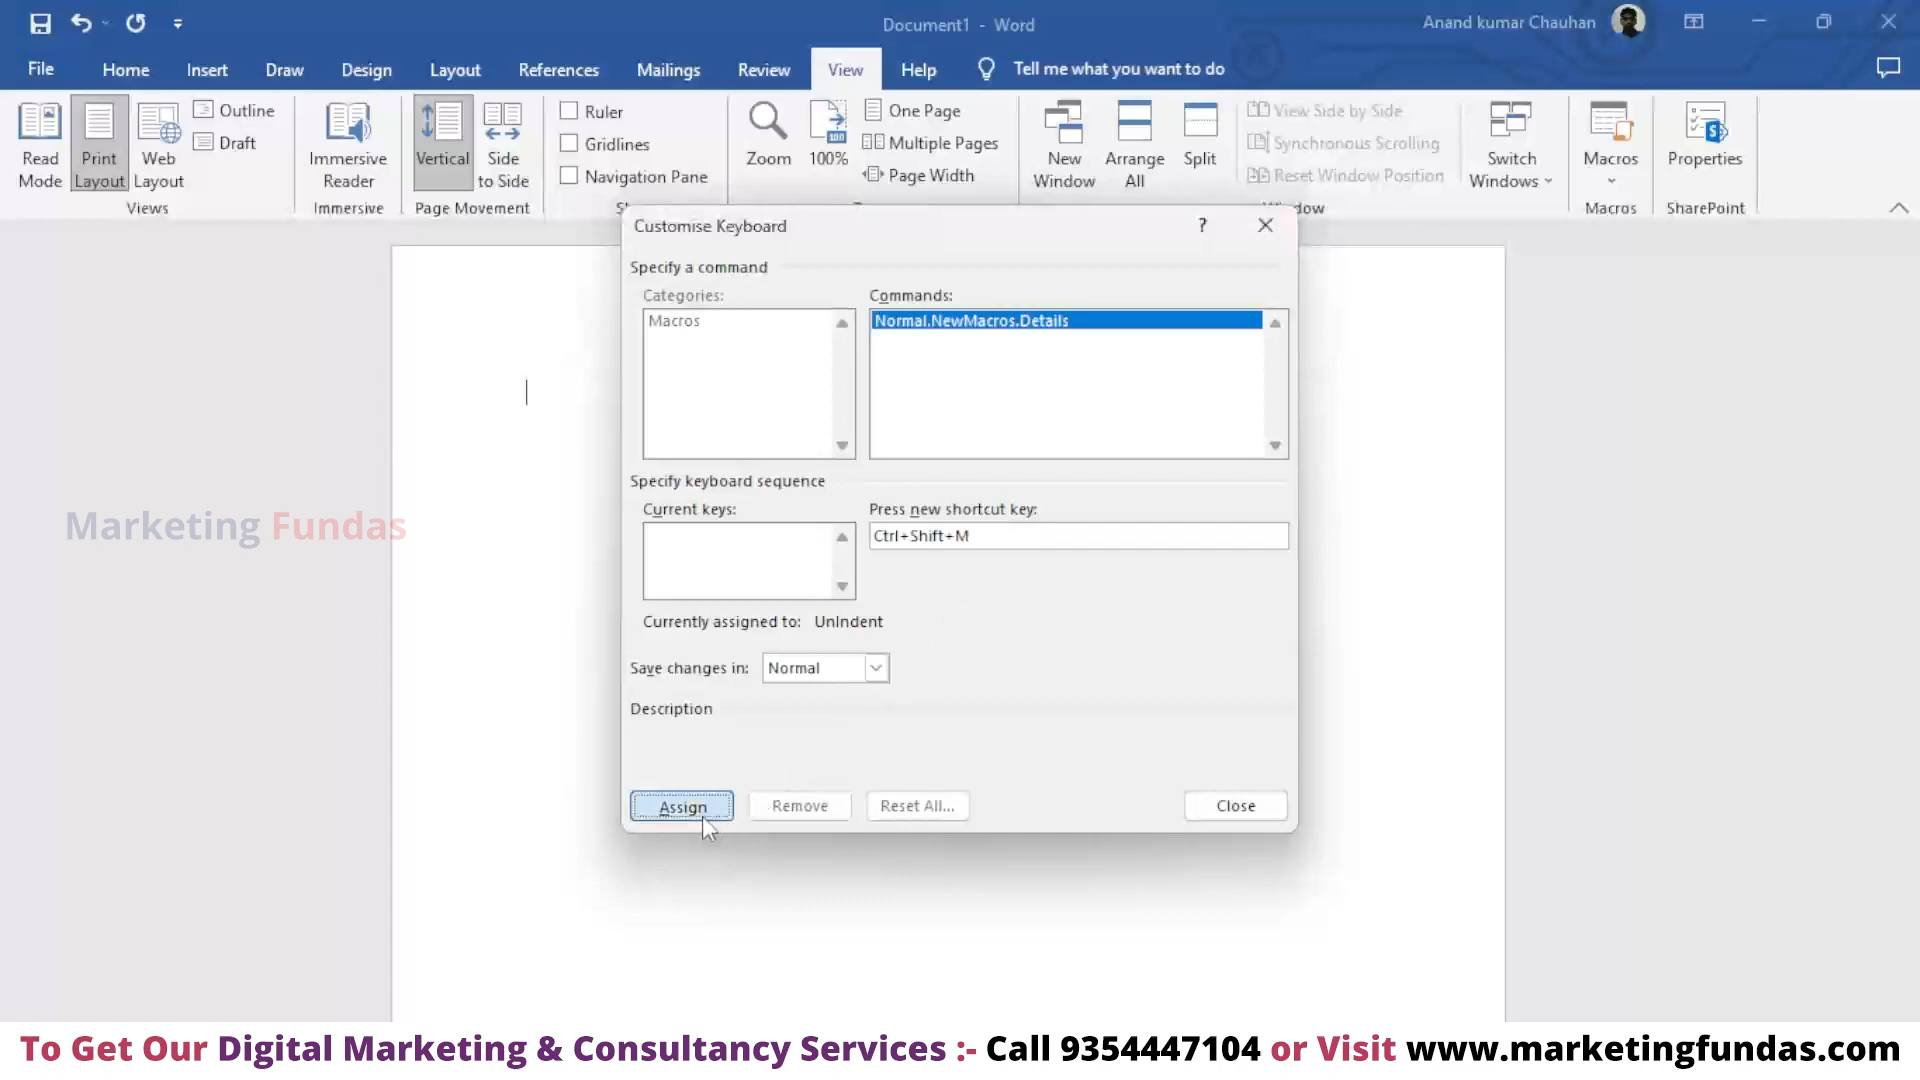 Document1 - Word
Anand kumar Chauhan
File Home Insert Draw Design Layout References Mailings Review View Help Tell me what you want to do
Read Mode
Print Layout
Web Layout
Outline
Draft
Views
Immersive Reader
Immersive
Vertical
Side to Side
Page Movement
Ruler
Gridlines
Navigation Pane
Zoom
100%
100
One Page
Multiple Pages
Page Width
New Window
Arrange All
Split
View Side by Side
Synchronous Scrolling
Reset Window Position
Switch Windows
Macros
Macros
Properties
SharePoint
Customise Keyboard ?
Specify a command
Categories: Commands:
Macros Normal.NewMacros.Details
Specify keyboard sequence
Current keys: Press new shortcut key:
Ctrl+Shift+M
Currently assigned to: UnIndent
Save changes in: Normal
Description
Assign Remove Reset All... Close
Marketing Fundas
To Get Our Digital Marketing & Consultancy Services :- Call 9354447104 or Visit www.marketingfundas.com